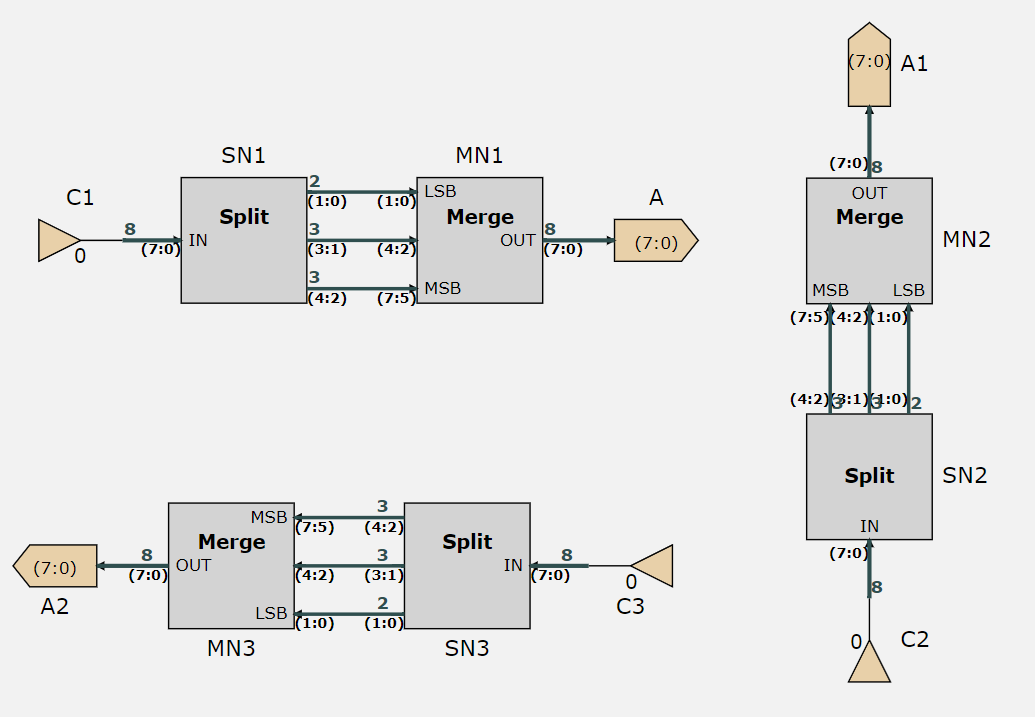 SN1
MN1
C1
0
8
(7:0)
IN
Split
2
(1:0)
(1:0)
3
(3:1)
(4:2)
3
(4:2)
(7:5)
LSB
Merge
OUT
MSB
8
(7:0)
A
(7:0)
A1
(7:0)
(7:0)
8
OUT
Merge
MN2
MSB
LSB
(7:5)
(4:2)
(1:0)
(4:2)
3
(3:1)
3
(1:0)
2
Split
SN2
IN
(7:0)
8
0
C2
(7:0)
A2
8
(7:0)
MSB
Merge
OUT
LSB
MN3
3
(7:5)
(4:2)
3
(4:2)
(3:1)
2
(1:0)
(1:0)
Split
IN
SN3
8
(7:0)
0
C3